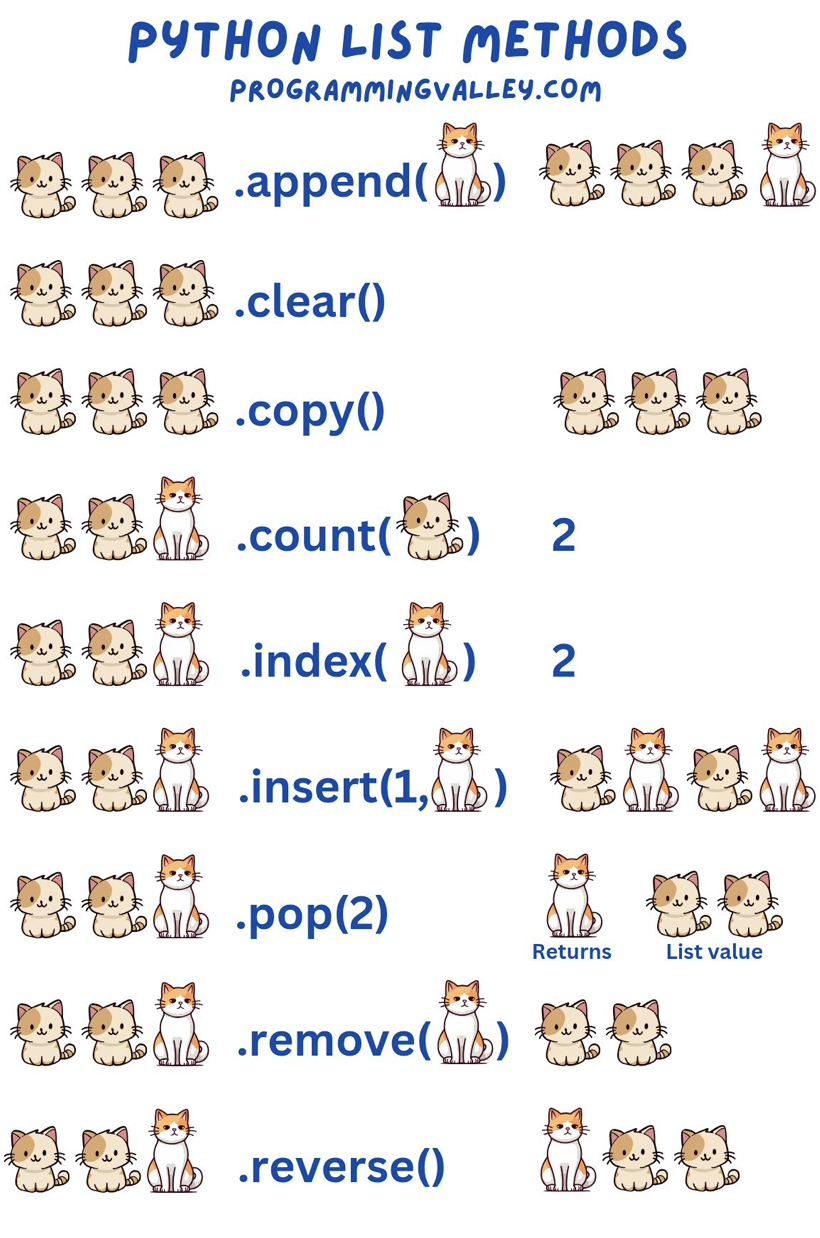 PYTHON LIST METHODS
PROGRAMMINGVALLEY.COM
.append( )
.clear()
.copy()
.count( ) 2
.index( ) 2
.insert(1, )
.pop(2)
Returns List value
.remove( )
.reverse()